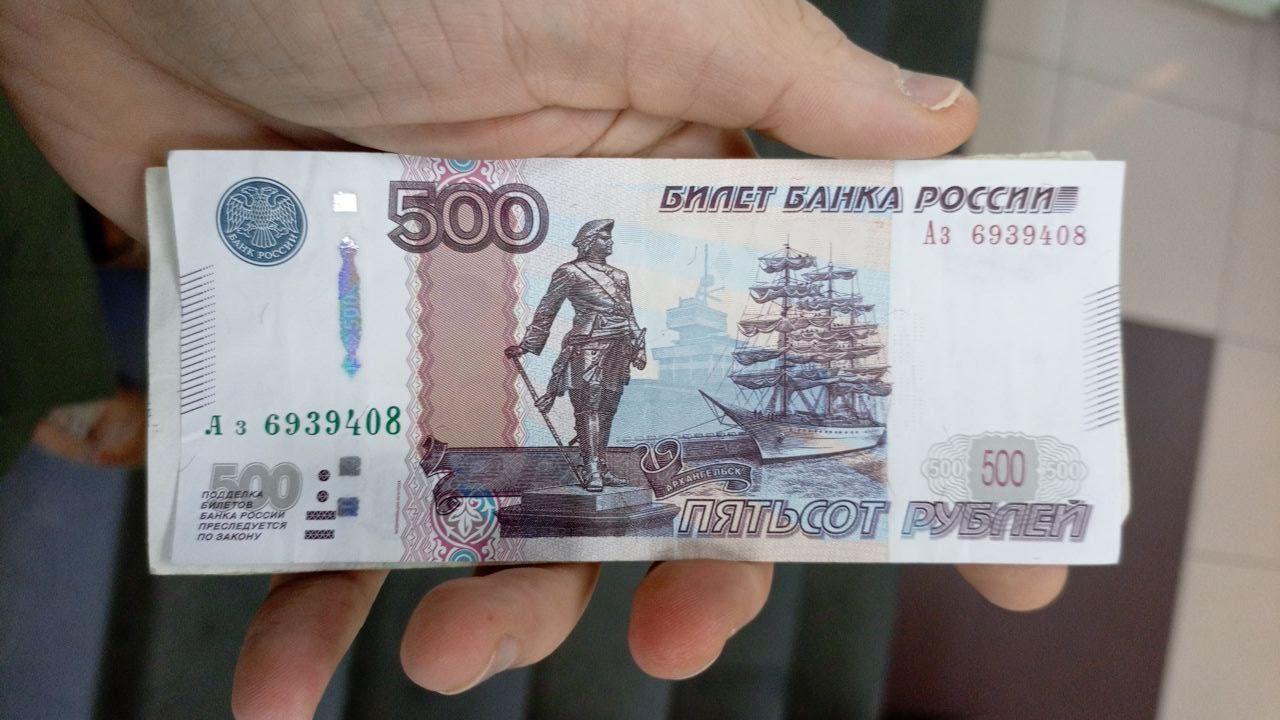 БАНК РОССИИ
500
БИЛЕТ БАНКА РОССИИ
Аз 6939408
500
Аз 6939408
АРХАНГЕЛЬСК
500
ПОДДЕЛКА
БИЛЕТОВ
БАНКА РОССИИ
ПРЕСЛЕДУЕТСЯ
ПО ЗАКОНУ
500 500 500
ПЯТЬСОТ РУБЛЕЙ